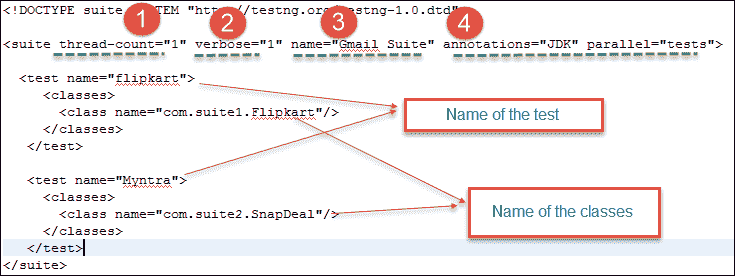 1 2 3 4
<!DOCTYPE suite TEM "http://testng.or estng-1.0.dtd">
<suite thread-count="1" verbose="1" name="Gmail Suite" annotations="JDK" parallel="tests">
<test name="flipkart">
<classes>
<class name="com.suite1.Flipkart"/>
</classes>
</test>
Name of the test
<test name="Myntra">
<classes>
<class name="com.suite2.SnapDeal"/>
</classes>
</test>
</suite>
Name of the classes